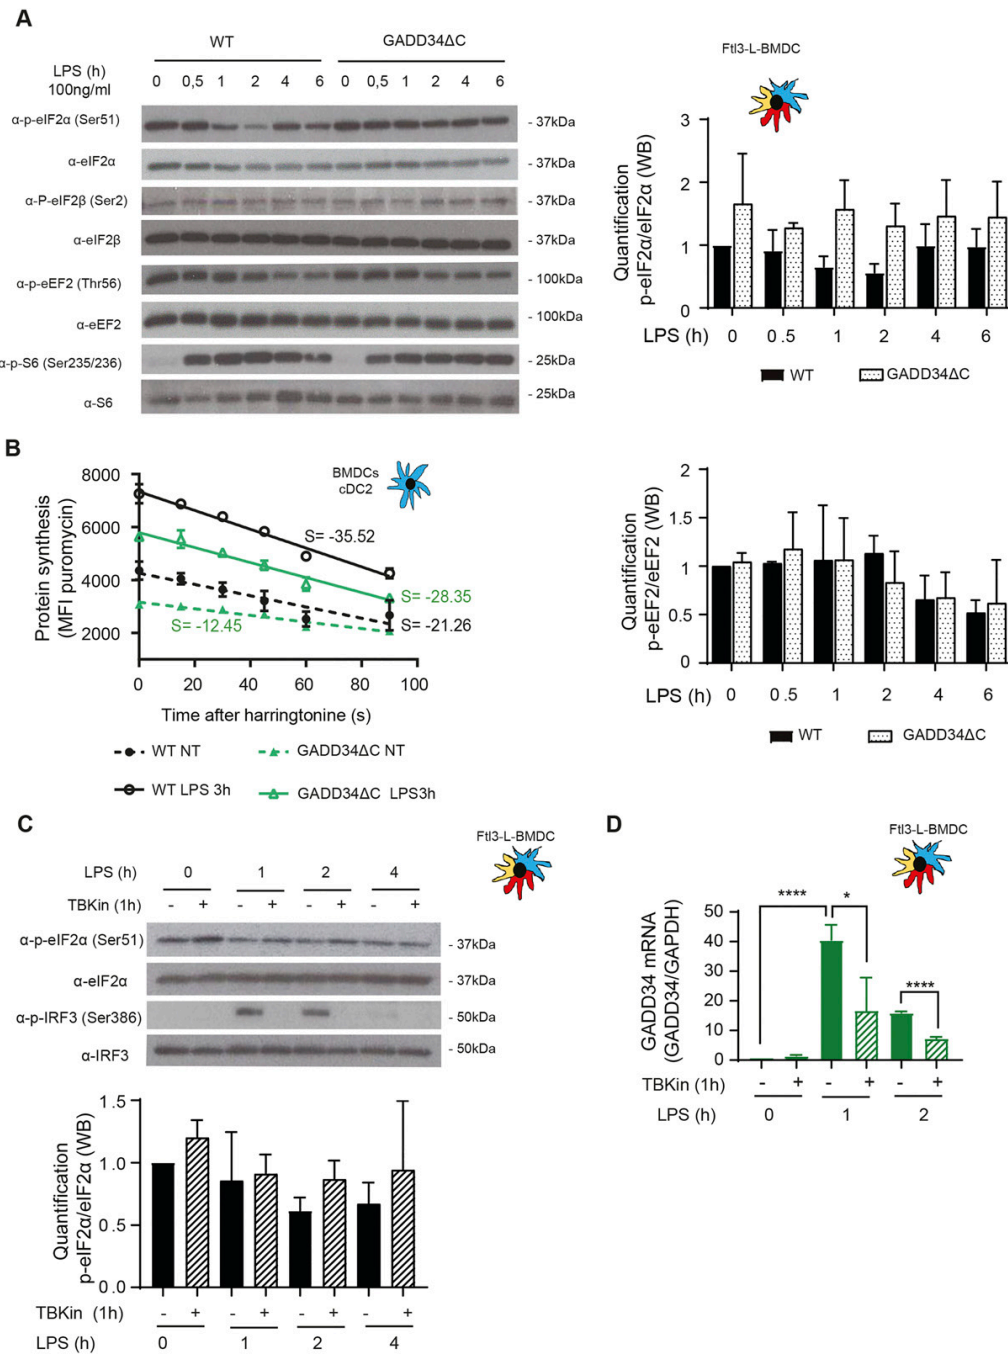 A
WT
GADD34ΔC
LPS (h)
100ng/ml
0 0,5 1 2 4 6 0 0,5 1 2 4 6
α-p-eIF2α (Ser51)
- 37kDa
α-eIF2α
- 37kDa
α-P-eIF2β (Ser2)
- 37kDa
α-eIF2β
- 37kDa
α-p-eEF2 (Thr56)
- 100kDa
α-eEF2
- 100kDa
α-p-S6 (Ser235/236)
- 25kDa
α-S6
- 25kDa
Ftl3-L-BMDC
Quantification
p-eIF2α/eIF2α (WB)
3
2
1
0
LPS (h) 0 0.5 1 2 4 6
WT GADD34ΔC
B
BMDCs
cDC2
Protein synthesis
(MFI puromycin)
8000
6000
4000
2000
S= -35.52
S= -28.35
S= -21.26
S= -12.45
0 20 40 60 80 100
Time after harringtonine (s)
WT NT GADD34ΔC NT
WT LPS 3h GADD34ΔC LPS3h
Quantification
p-eEF2/eEF2 (WB)
2
1.5
1
0.5
0
LPS (h) 0 0.5 1 2 4 6
WT GADD34ΔC
C
Ftl3-L-BMDC
LPS (h) 0 1 2 4
TBKin (1h) - + - + - + - +
α-p-eIF2α (Ser51)
- 37kDa
α-eIF2α
- 37kDa
α-p-IRF3 (Ser386)
- 50kDa
α-IRF3
- 50kDa
Quantification
p-eIF2α/eIF2α (WB)
1.5
1.0
0.5
0.0
TBKin (1h) - + - + - + - +
LPS (h) 0 1 2 4
D
Ftl3-L-BMDC
GADD34 mRNA
(GADD34/GAPDH)
50
40
30
20
10
0
**** *
****
TBKin (1h) - + - + - +
LPS (h) 0 1 2